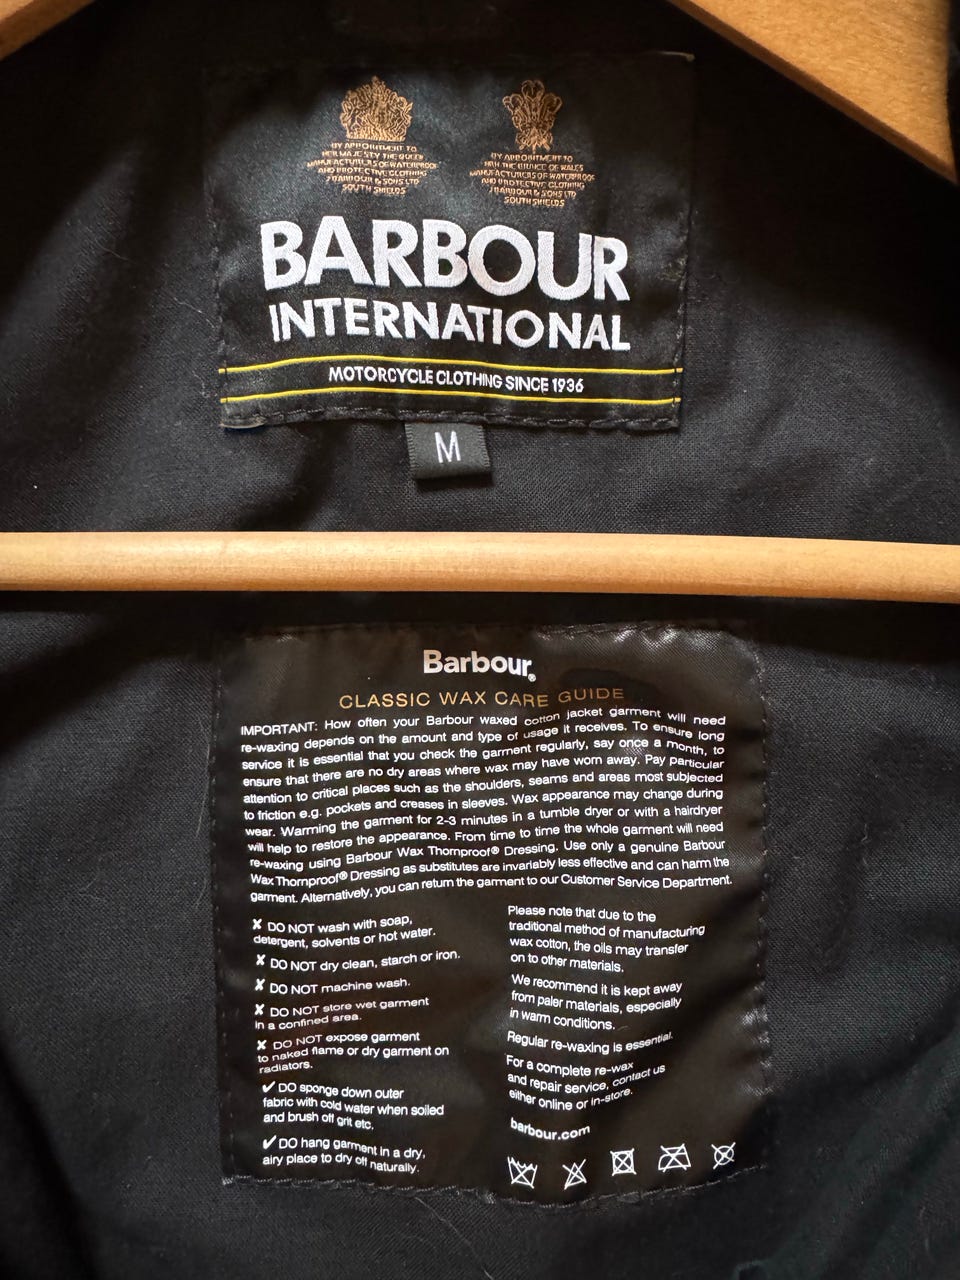 BY APPOINTMENT TO
HER MAJESTY THE QUEEN
MANUFACTURERS OF WATERPROOF
AND PROTECTIVE CLOTHING
J BARBOUR & SONS LTD
SOUTH SHIELDS
BY APPOINTMENT TO
HRH THE PRINCE OF WALES
MANUFACTURERS OF WATERPROOF
AND PROTECTIVE CLOTHING
J BARBOUR & SONS LTD
SOUTH SHIELDS
BARBOUR
INTERNATIONAL
MOTORCYCLE CLOTHING SINCE 1936
M
Barbour®
CLASSIC WAX CARE GUIDE
IMPORTANT: How often your Barbour waxed cotton jacket garment will need
re-waxing depends on the amount and type of usage it receives. To ensure long
service it is essential that you check the garment regularly, say once a month, to
ensure that there are no dry areas where wax may have worn away. Pay particular
attention to critical places such as the shoulders, seams and areas most subjected
to friction e.g. pockets and creases in sleeves. Wax appearance may change during
wear. Warming the garment for 2-3 minutes in a tumble dryer or with a hairdryer
will help to restore the appearance. From time to time the whole garment will need
re-waxing using Barbour Wax Thornproof® Dressing. Use only a genuine Barbour
Wax Thornproof® Dressing as substitutes are invariably less effective and can harm the
garment. Alternatively, you can return the garment to our Customer Service Department.
✘ DO NOT wash with soap,
detergent, solvents or hot water.
✘ DO NOT dry clean, starch or iron.
✘ DO NOT machine wash.
✘ DO NOT store wet garment
in a confined area.
✘ DO NOT expose garment
to naked flame or dry garment on
radiators.
✔ DO sponge down outer
fabric with cold water when soiled
and brush off grit etc.
✔ DO hang garment in a dry,
airy place to dry off naturally.
Please note that due to the
traditional method of manufacturing
wax cotton, the oils may transfer
on to other materials.
We recommend it is kept away
from paler materials, especially
in warm conditions.
Regular re-waxing is essential.
For a complete re-wax
and repair service, contact us
either online or in-store.
barbour.com